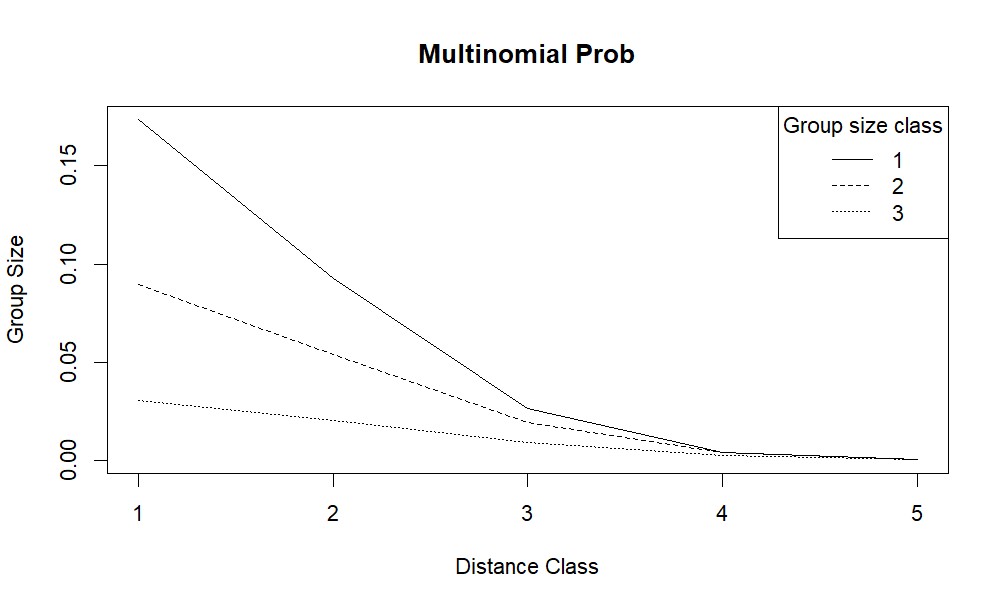 Multinomial Prob
Group size class
1
2
3
0.15
0.10
0.05
0.00
Group Size
1 2 3 4 5
Distance Class